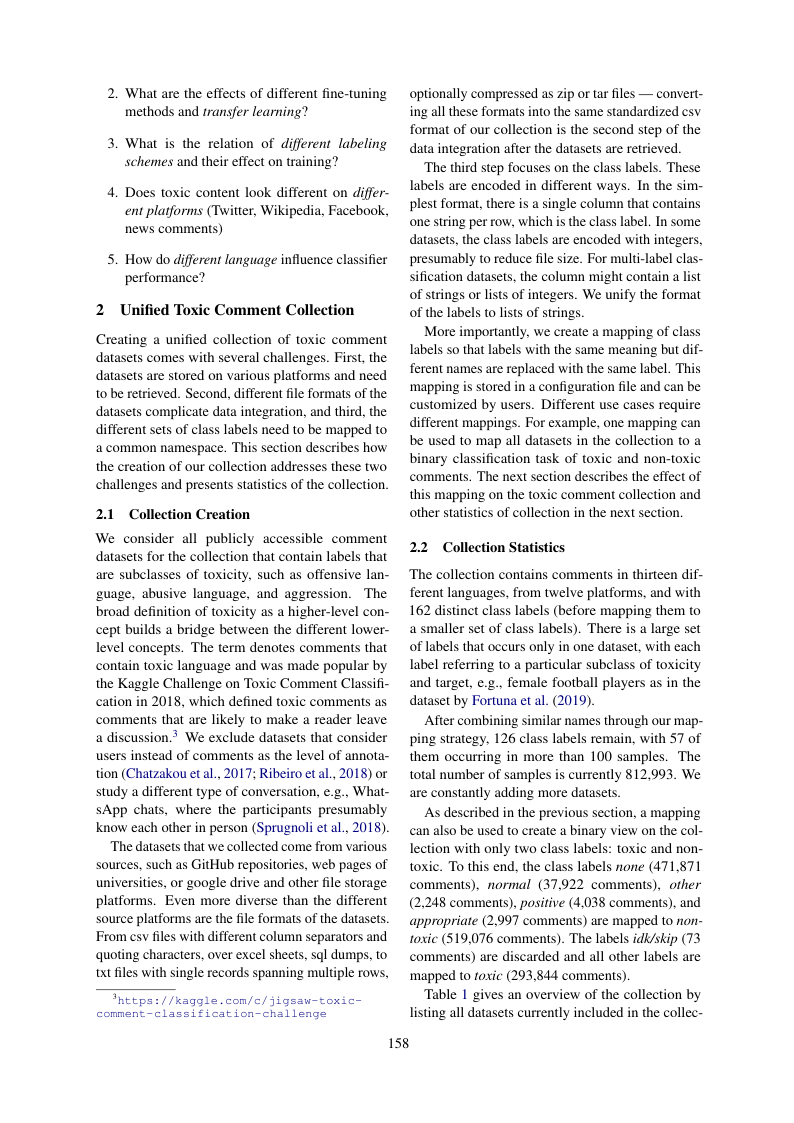 2. What are the effects of different fine-tuning
methods and transfer learning?
3. What is the relation of different labeling
schemes and their effect on training?
4. Does toxic content look different on differ-
ent platforms (Twitter, Wikipedia, Facebook,
news comments)
5. How do different language influence classifier
performance?
2 Unified Toxic Comment Collection
Creating a unified collection of toxic comment
datasets comes with several challenges. First, the
datasets are stored on various platforms and need
to be retrieved. Second, different file formats of the
datasets complicate data integration, and third, the
different sets of class labels need to be mapped to
a common namespace. This section describes how
the creation of our collection addresses these two
challenges and presents statistics of the collection.
2.1 Collection Creation
We consider all publicly accessible comment
datasets for the collection that contain labels that
are subclasses of toxicity, such as offensive lan-
guage, abusive language, and aggression. The
broad definition of toxicity as a higher-level con-
cept builds a bridge between the different lower-
level concepts. The term denotes comments that
contain toxic language and was made popular by
the Kaggle Challenge on Toxic Comment Classifi-
cation in 2018, which defined toxic comments as
comments that are likely to make a reader leave
a discussion.3 We exclude datasets that consider
users instead of comments as the level of annota-
tion (Chatzakou et al., 2017; Ribeiro et al., 2018) or
study a different type of conversation, e.g., What-
sApp chats, where the participants presumably
know each other in person (Sprugnoli et al., 2018).
The datasets that we collected come from various
sources, such as GitHub repositories, web pages of
universities, or google drive and other file storage
platforms. Even more diverse than the different
source platforms are the file formats of the datasets.
From csv files with different column separators and
quoting characters, over excel sheets, sql dumps, to
txt files with single records spanning multiple rows,
3https://kaggle.com/c/jigsaw-toxic-
comment-classification-challenge
optionally compressed as zip or tar files — convert-
ing all these formats into the same standardized csv
format of our collection is the second step of the
data integration after the datasets are retrieved.
The third step focuses on the class labels. These
labels are encoded in different ways. In the sim-
plest format, there is a single column that contains
one string per row, which is the class label. In some
datasets, the class labels are encoded with integers,
presumably to reduce file size. For multi-label clas-
sification datasets, the column might contain a list
of strings or lists of integers. We unify the format
of the labels to lists of strings.
More importantly, we create a mapping of class
labels so that labels with the same meaning but dif-
ferent names are replaced with the same label. This
mapping is stored in a configuration file and can be
customized by users. Different use cases require
different mappings. For example, one mapping can
be used to map all datasets in the collection to a
binary classification task of toxic and non-toxic
comments. The next section describes the effect of
this mapping on the toxic comment collection and
other statistics of collection in the next section.
2.2 Collection Statistics
The collection contains comments in thirteen dif-
ferent languages, from twelve platforms, and with
162 distinct class labels (before mapping them to
a smaller set of class labels). There is a large set
of labels that occurs only in one dataset, with each
label referring to a particular subclass of toxicity
and target, e.g., female football players as in the
dataset by Fortuna et al. (2019).
After combining similar names through our map-
ping strategy, 126 class labels remain, with 57 of
them occurring in more than 100 samples. The
total number of samples is currently 812,993. We
are constantly adding more datasets.
As described in the previous section, a mapping
can also be used to create a binary view on the col-
lection with only two class labels: toxic and non-
toxic. To this end, the class labels none (471,871
comments), normal (37,922 comments), other
(2,248 comments), positive (4,038 comments), and
appropriate (2,997 comments) are mapped to non-
toxic (519,076 comments). The labels idk/skip (73
comments) are discarded and all other labels are
mapped to toxic (293,844 comments).
Table 1 gives an overview of the collection by
listing all datasets currently included in the collec-
158